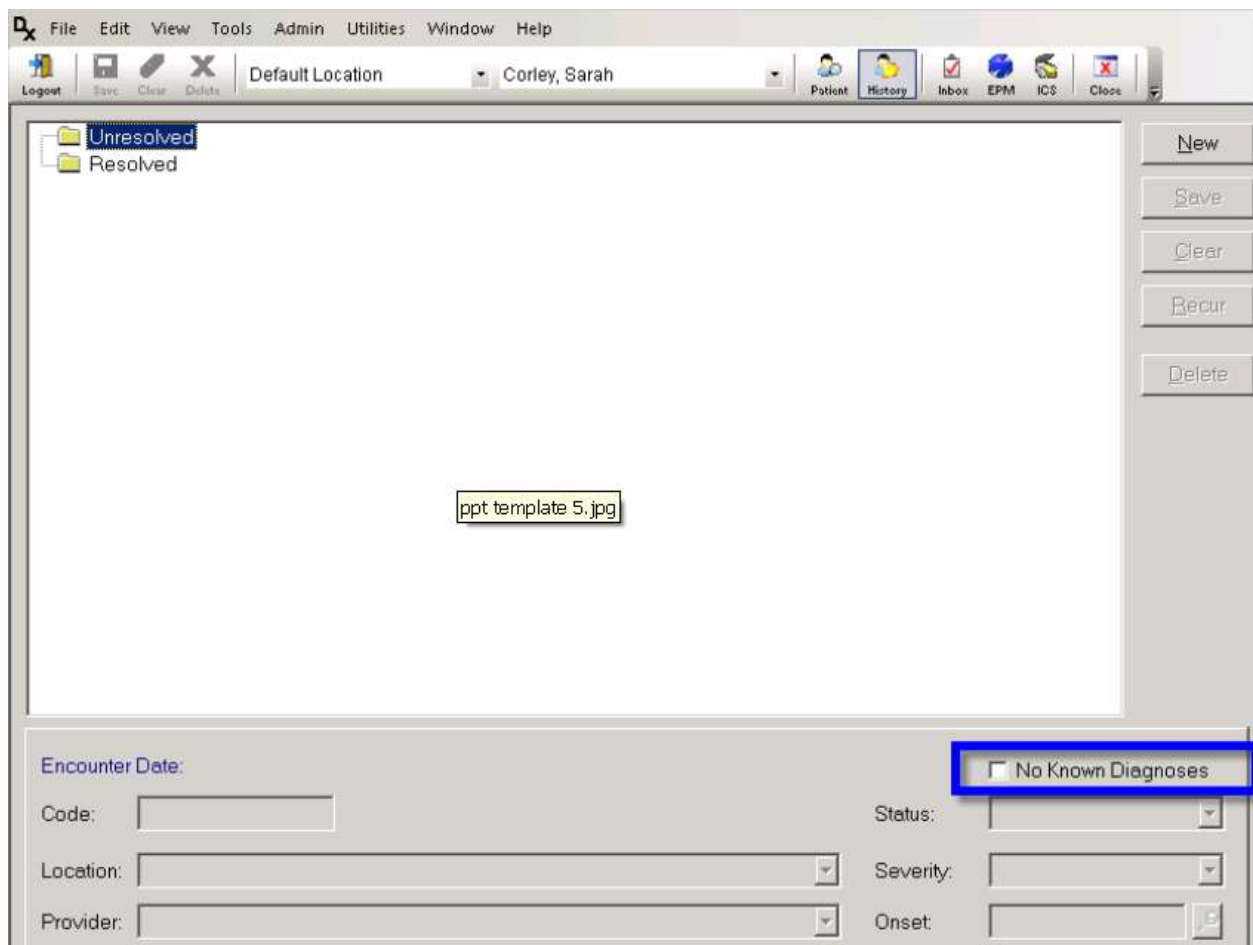 Dx File Edit View Tools Admin Utilities Window Help
Logout Save Clear Delete Default Location Corley, Sarah Patient History Inbox EPM ICS Close
Unresolved
Resolved
New
Save
Clear
Recur
Delete
ppt template 5.jpg
Encounter Date:
No Known Diagnoses
Code:
Status:
Location:
Severity:
Provider:
Onset: